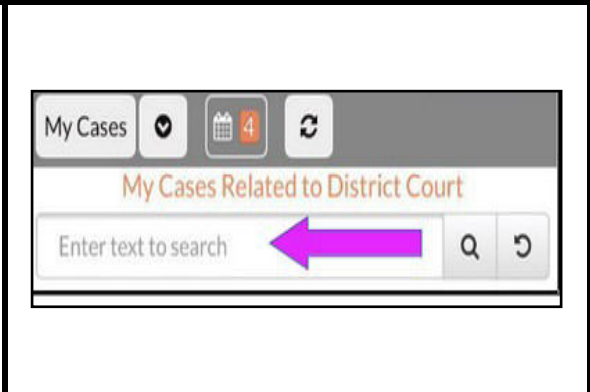 My Cases 4
My Cases Related to District Court
Enter text to search